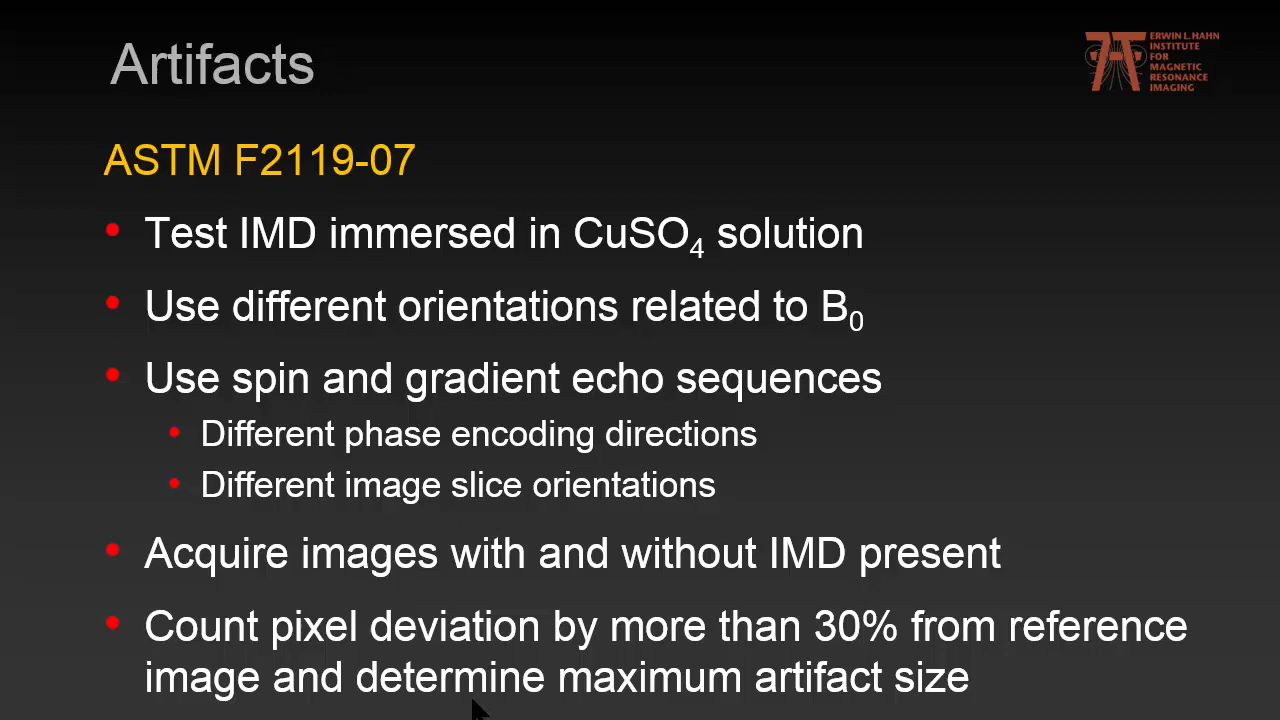 Artifacts
ERWIN L. HAHN
INSTITUTE
FOR
MAGNETIC
RESONANCE
IMAGING
ASTM F2119-07
• Test IMD immersed in CuSO₄ solution
• Use different orientations related to B₀
• Use spin and gradient echo sequences
• Different phase encoding directions
• Different image slice orientations
• Acquire images with and without IMD present
• Count pixel deviation by more than 30% from reference
image and determine maximum artifact size